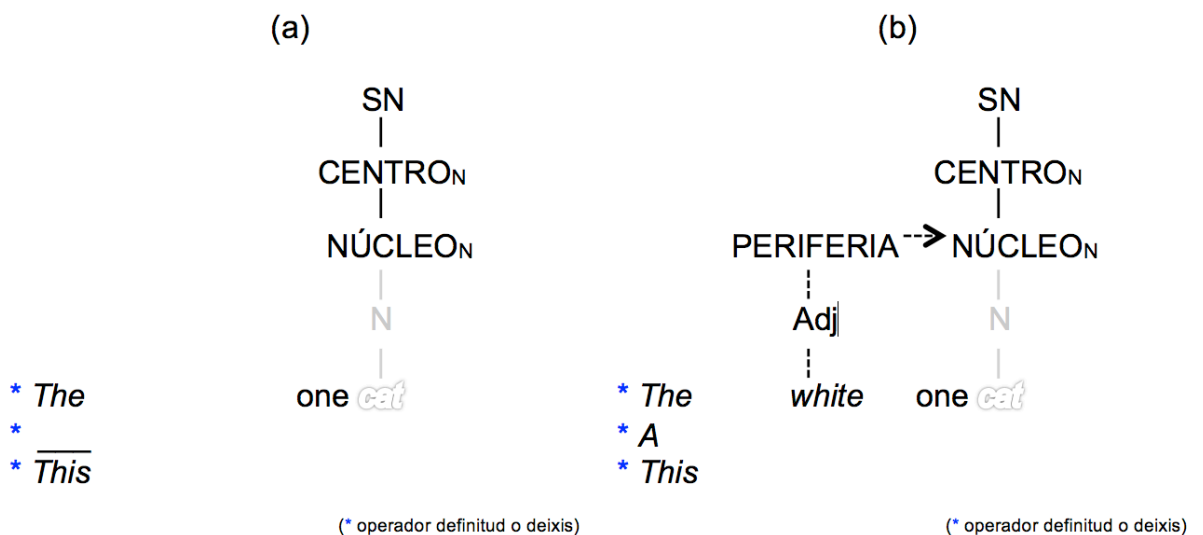 (a) (b)
SN SN
CENTRON CENTRON
NÚCLEON PERIFERIA NÚCLEON
N Adj N
* The one cat * The white one cat
* * A
* This * This
(* operador definitud o deixis) (* operador definitud o deixis)